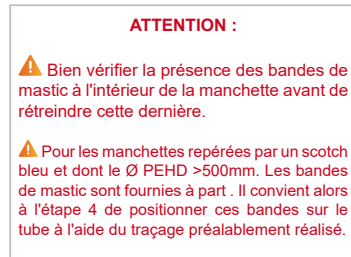 ATTENTION :
Bien vérifier la présence des bandes de
mastic à l'intérieur de la manchette avant de
rétreindre cette dernière.
Pour les manchettes repérées par un scotch
bleu et dont le Ø PEHD >500mm. Les bandes
de mastic sont fournies à part . Il convient alors
à l'étape 4 de positionner ces bandes sur le
tube à l'aide du traçage préalablement réalisé.